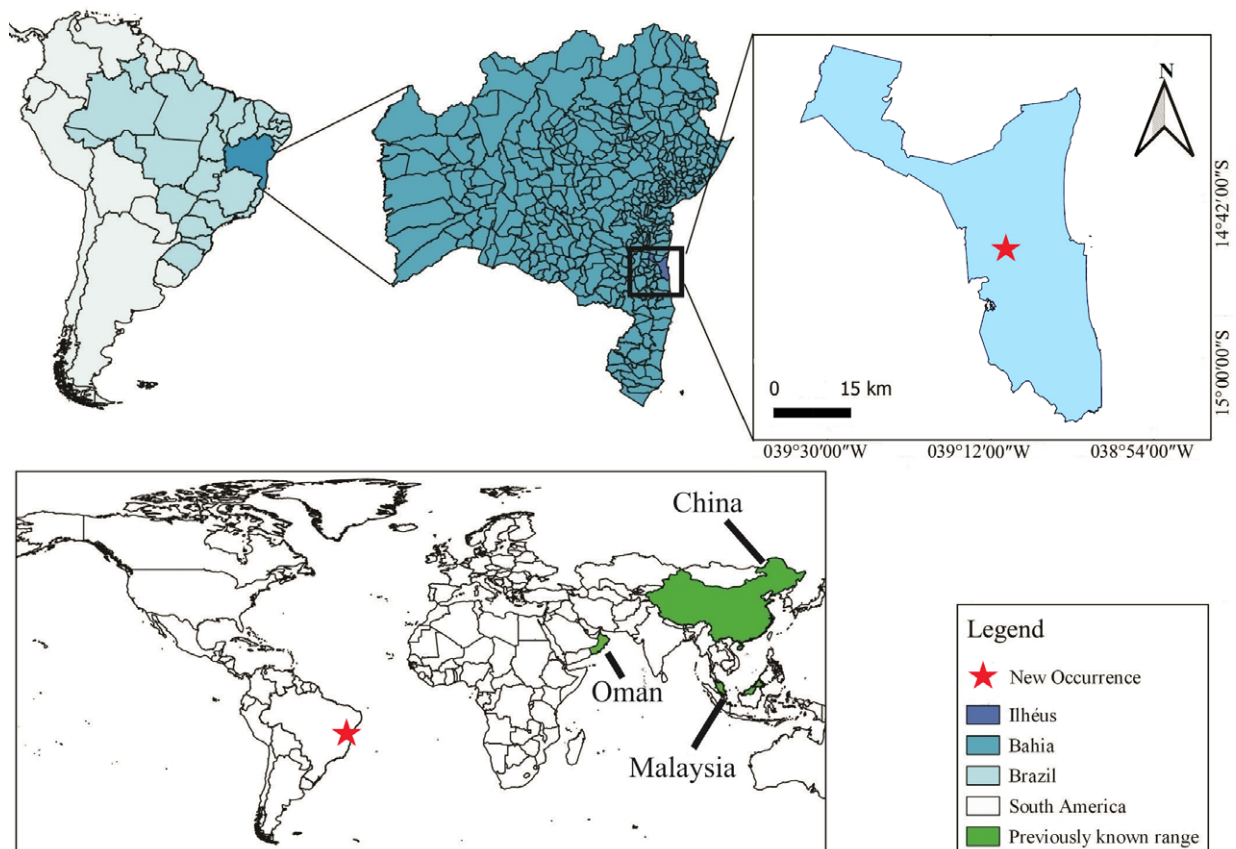 N
14°42′00″S
15°00′00″S
0 15 km
039°30′00″W 039°12′00″W 038°54′00″W
China
Oman
Malaysia
Legend
New Occurrence
Ilhéus
Bahia
Brazil
South America
Previously known range